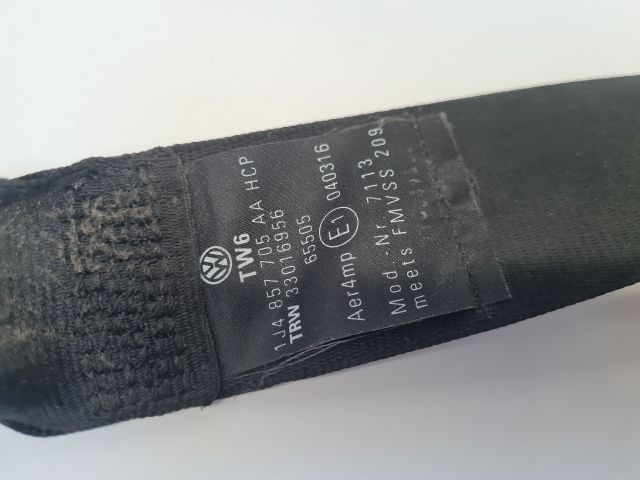 TW6
1J4 857 705 AA HCP
TRW 33016956
65505
Aer4mp E1 040316
Mod.-Nr. 7113
meets FMVSS 209